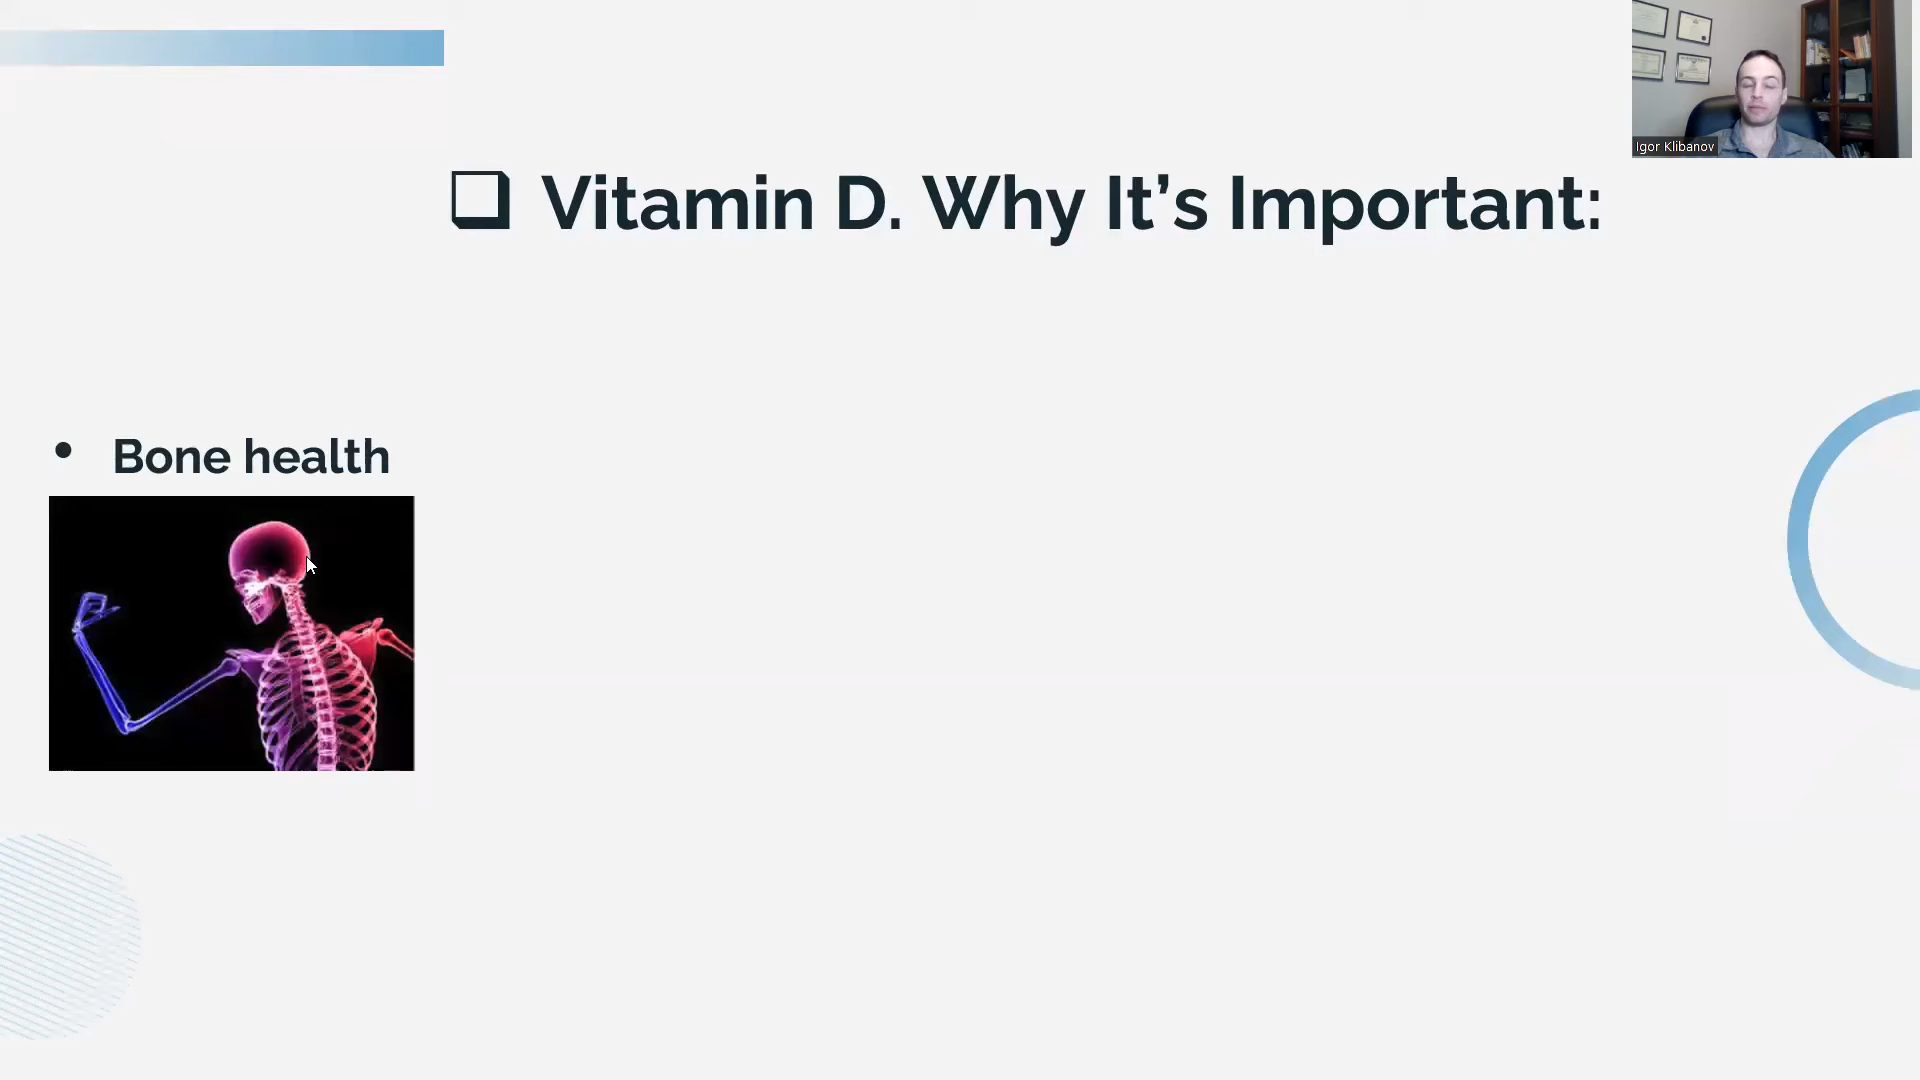 Igor Klibanov
❑ Vitamin D. Why It’s Important:
• Bone health